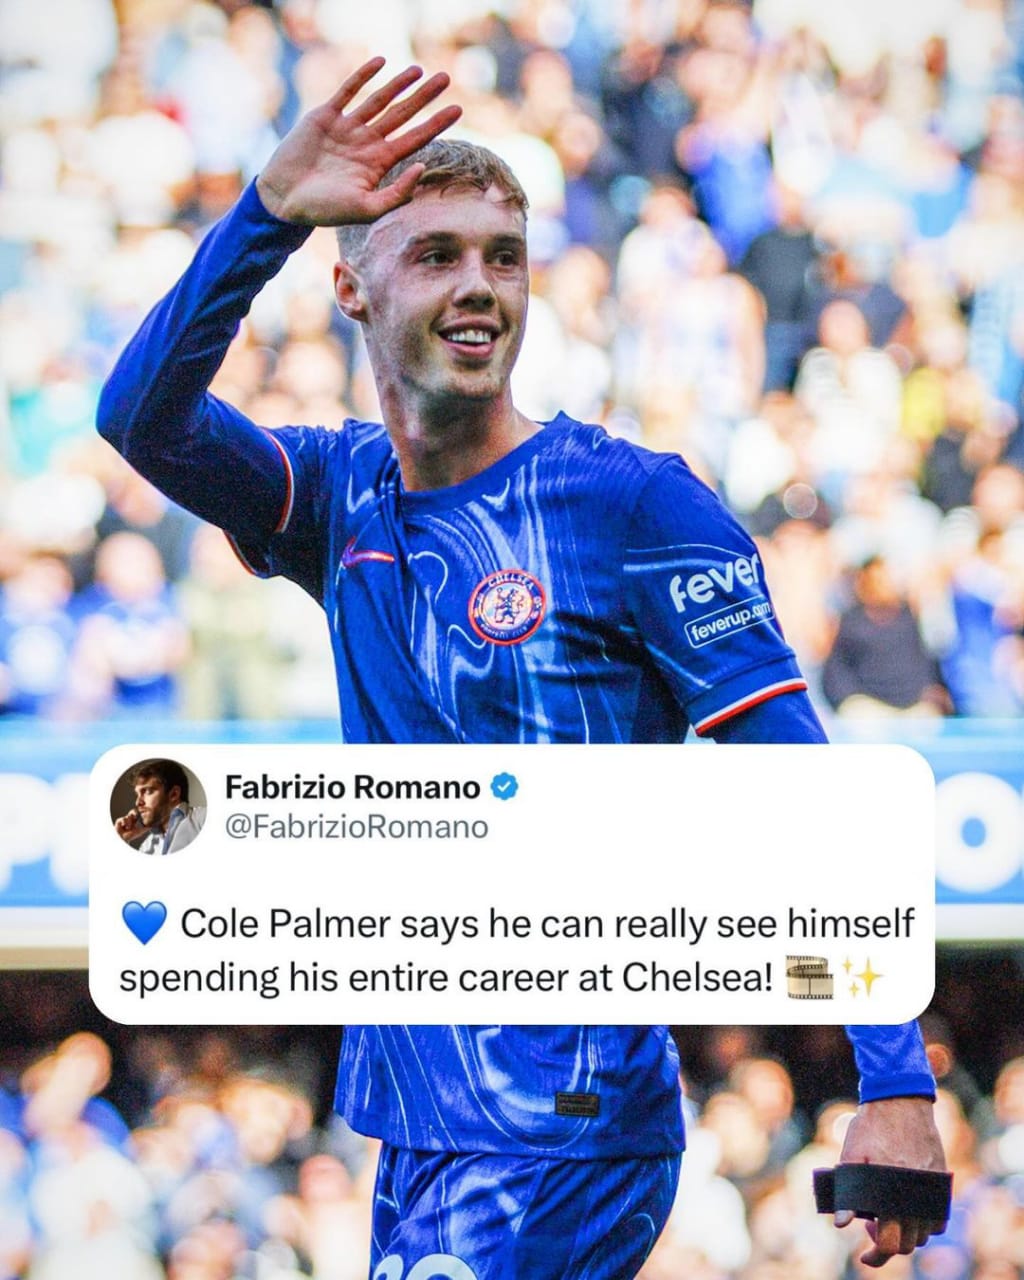 fever
feverup.com
CHELSEA
Fabrizio Romano
@FabrizioRomano
💙 Cole Palmer says he can really see himself
spending his entire career at Chelsea! 🎞️✨